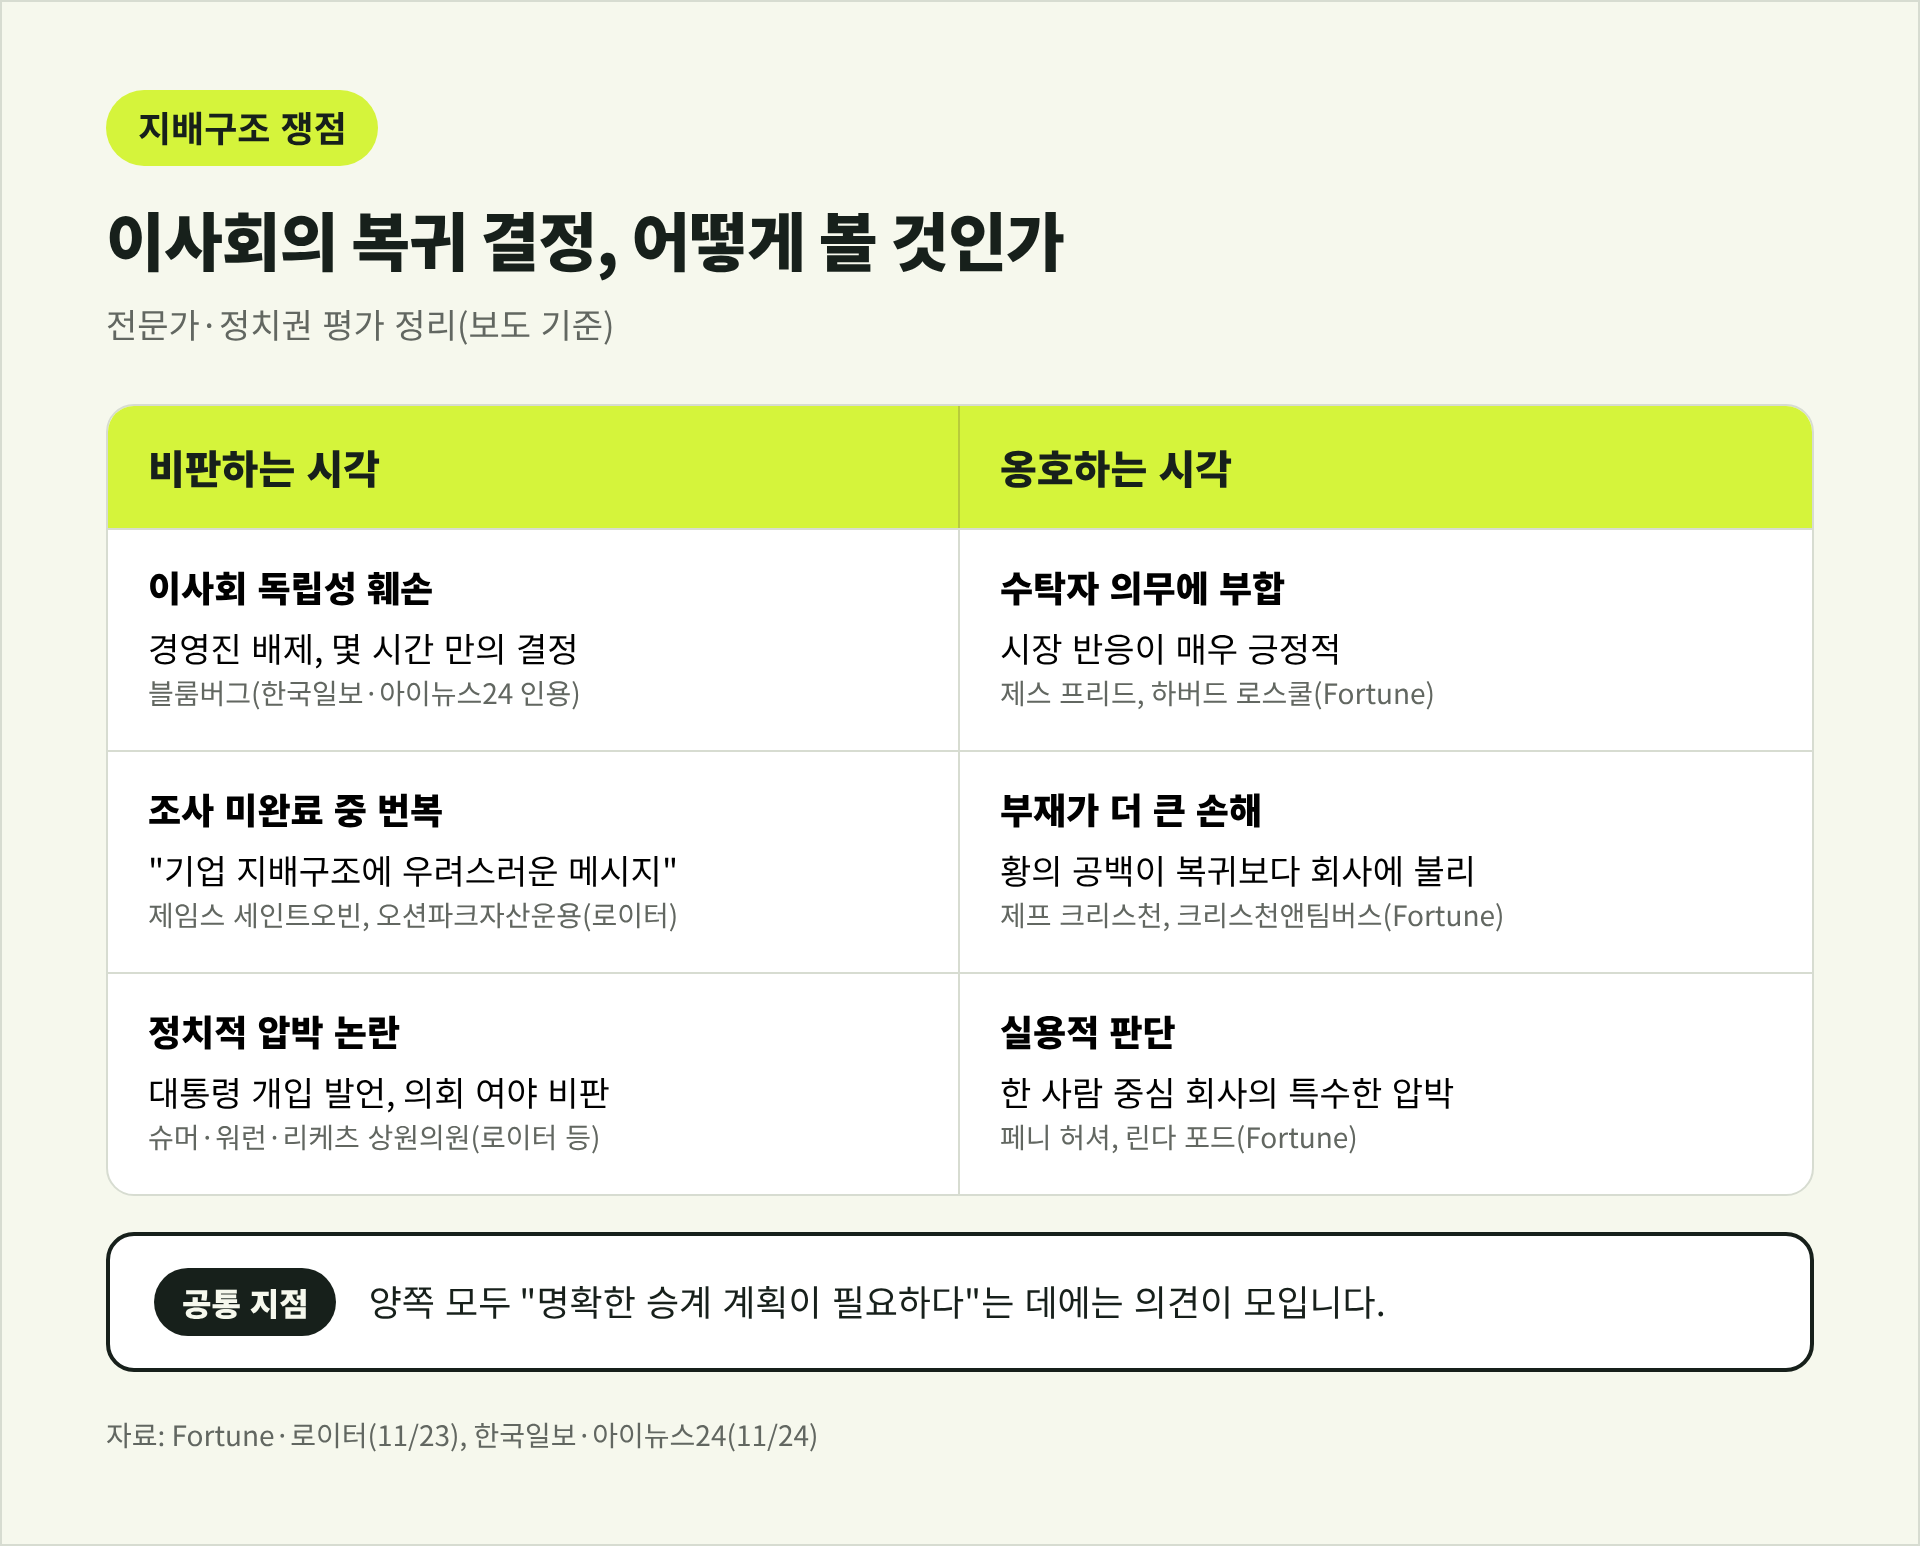 지배구조 쟁점
이사회의 복귀 결정, 어떻게 볼 것인가
전문가·정치권 평가 정리(보도 기준)
비판하는 시각
옹호하는 시각
이사회 독립성 훼손
경영진 배제, 몇 시간 만의 결정
블룸버그(한국일보·아이뉴스24 인용)
수탁자 의무에 부합
시장 반응이 매우 긍정적
제스 프리드, 하버드 로스쿨(Fortune)
조사 미완료 중 번복
"기업 지배구조에 우려스러운 메시지"
제임스 세인트오빈, 오션파크자산운용(로이터)
부재가 더 큰 손해
황의 공백이 복귀보다 회사에 불리
제프 크리스천, 크리스천앤팀버스(Fortune)
정치적 압박 논란
대통령 개입 발언, 의회 여야 비판
슈머·워런·리케츠 상원의원(로이터 등)
실용적 판단
한 사람 중심 회사의 특수한 압박
페니 허셔, 린다 포드(Fortune)
공통 지점
양쪽 모두 "명확한 승계 계획이 필요하다"는 데에는 의견이 모입니다.
자료: Fortune·로이터(11/23), 한국일보·아이뉴스24(11/24)